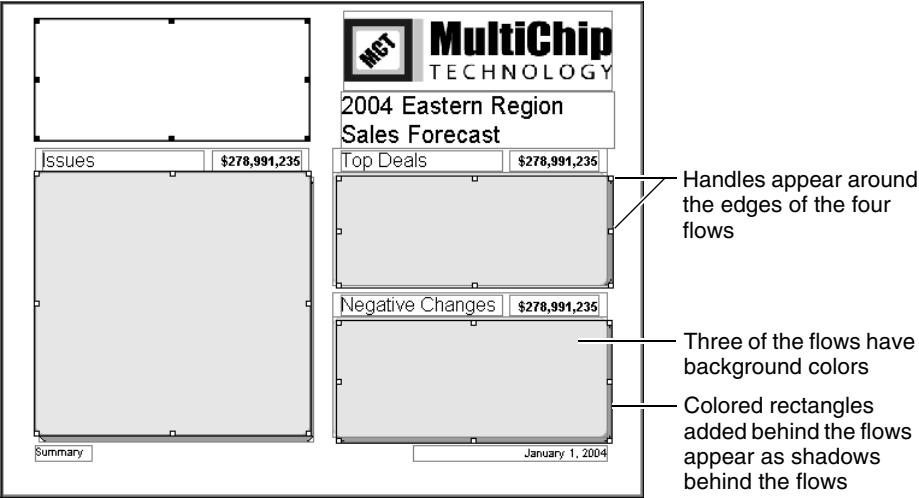 MCT
MultiChip
TECHNOLOGY
2004 Eastern Region
Sales Forecast
Issues
$278,991,235
Top Deals
$278,991,235
Negative Changes
$278,991,235
Summary
January 1, 2004
Handles appear around
the edges of the four
flows
Three of the flows have
background colors
Colored rectangles
added behind the flows
appear as shadows
behind the flows